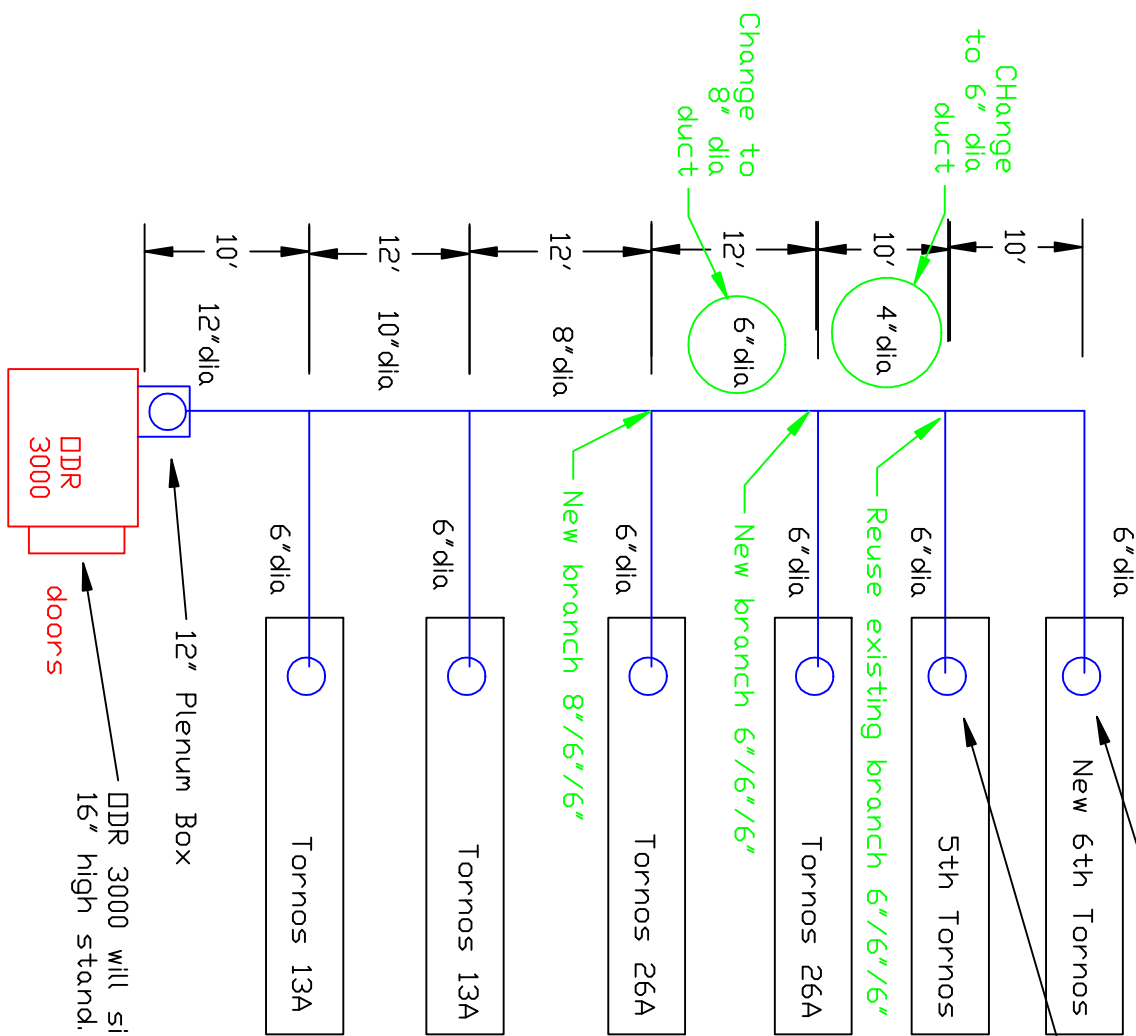 6"dia
New 6th Tornos
10'
CHange
to 6" dia
duct
4"dia
10'
6"dia
5th Tornos
Reuse existing branch 6"/6"/6"
Change to
8" dia
duct
6"dia
12'
6"dia
Tornos 26A
New branch 6"/6"/6"
8"dia
12'
6"dia
Tornos 26A
New branch 8"/6"/6"
10"dia
12'
6"dia
Tornos 13A
12"dia
10'
6"dia
Tornos 13A
12" Plenum Box
ODR
3000
doors
ODR 3000 will si
16" high stand.